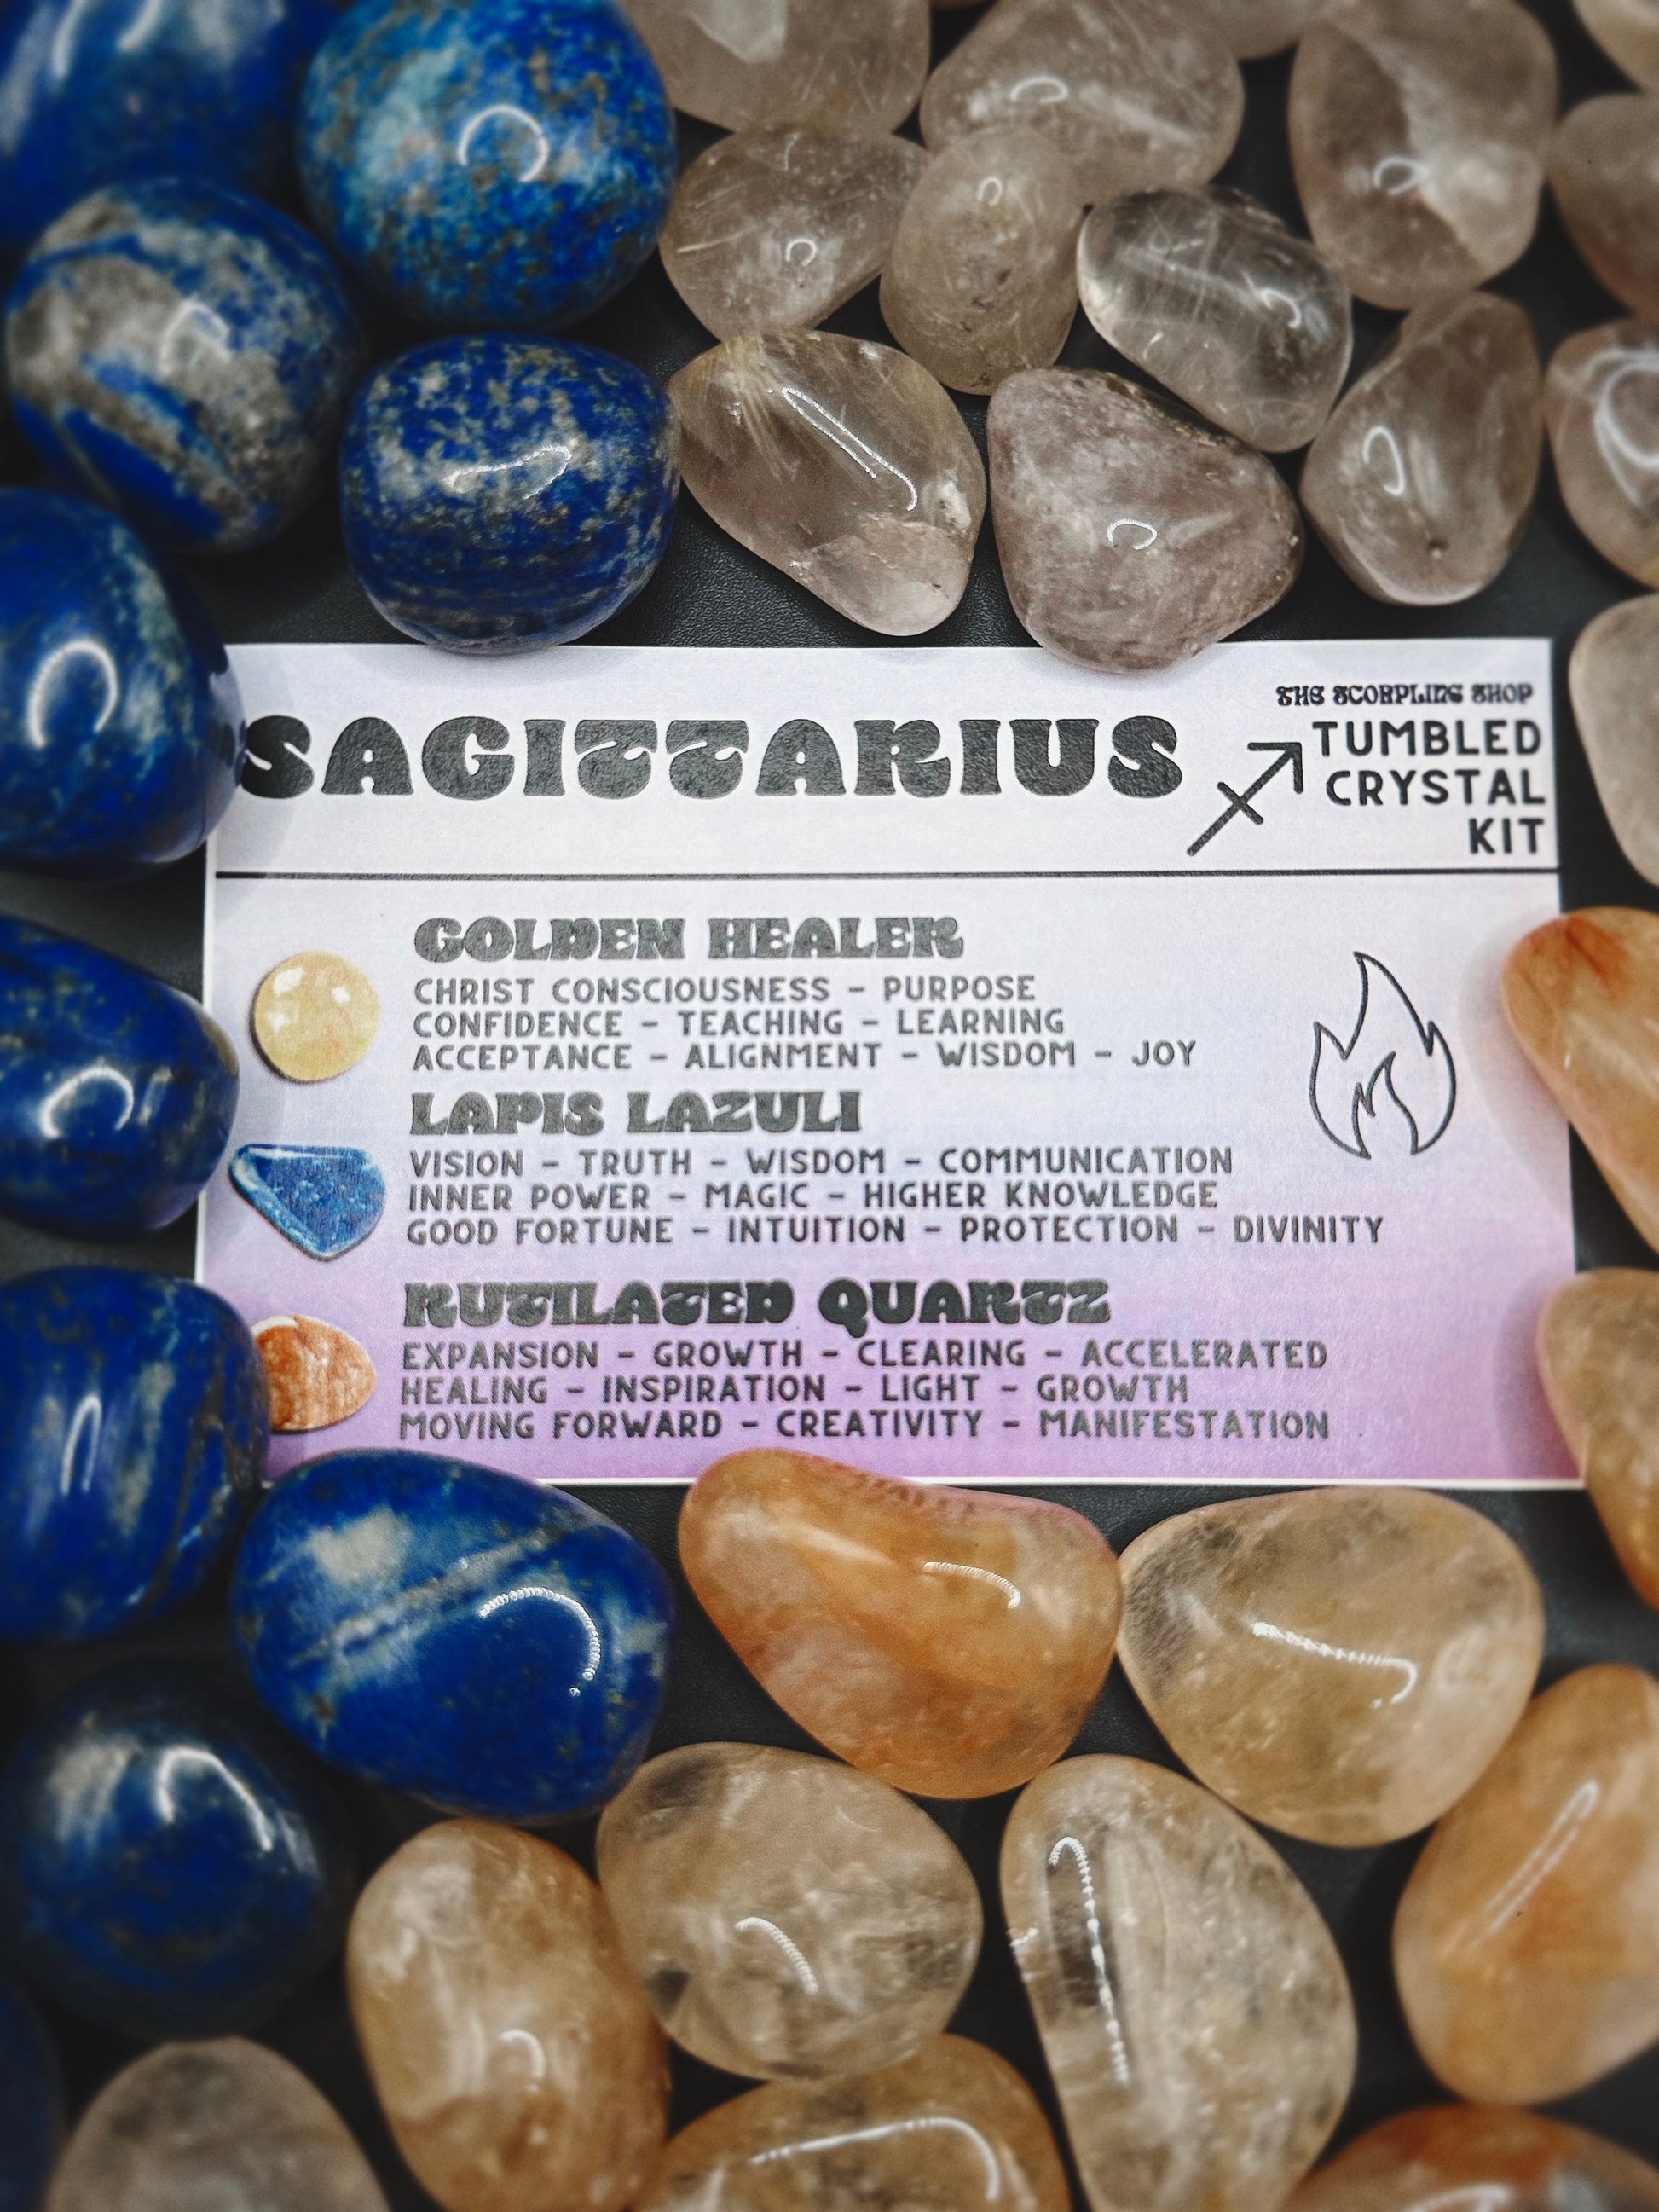 SAGITTARIUS
THE SCORPLING SHOP
TUMBLED
CRYSTAL
KIT
GOLDEN HEALER
CHRIST CONSCIOUSNESS – PURPOSE
CONFIDENCE – TEACHING – LEARNING
ACCEPTANCE – ALIGNMENT – WISDOM – JOY
LAPIS LAZULI
VISION – TRUTH – WISDOM – COMMUNICATION
INNER POWER – MAGIC – HIGHER KNOWLEDGE
GOOD FORTUNE – INTUITION – PROTECTION – DIVINITY
RUTILATED QUARTZ
EXPANSION – GROWTH – CLEARING – ACCELERATED
HEALING – INSPIRATION – LIGHT – GROWTH
MOVING FORWARD – CREATIVITY – MANIFESTATION